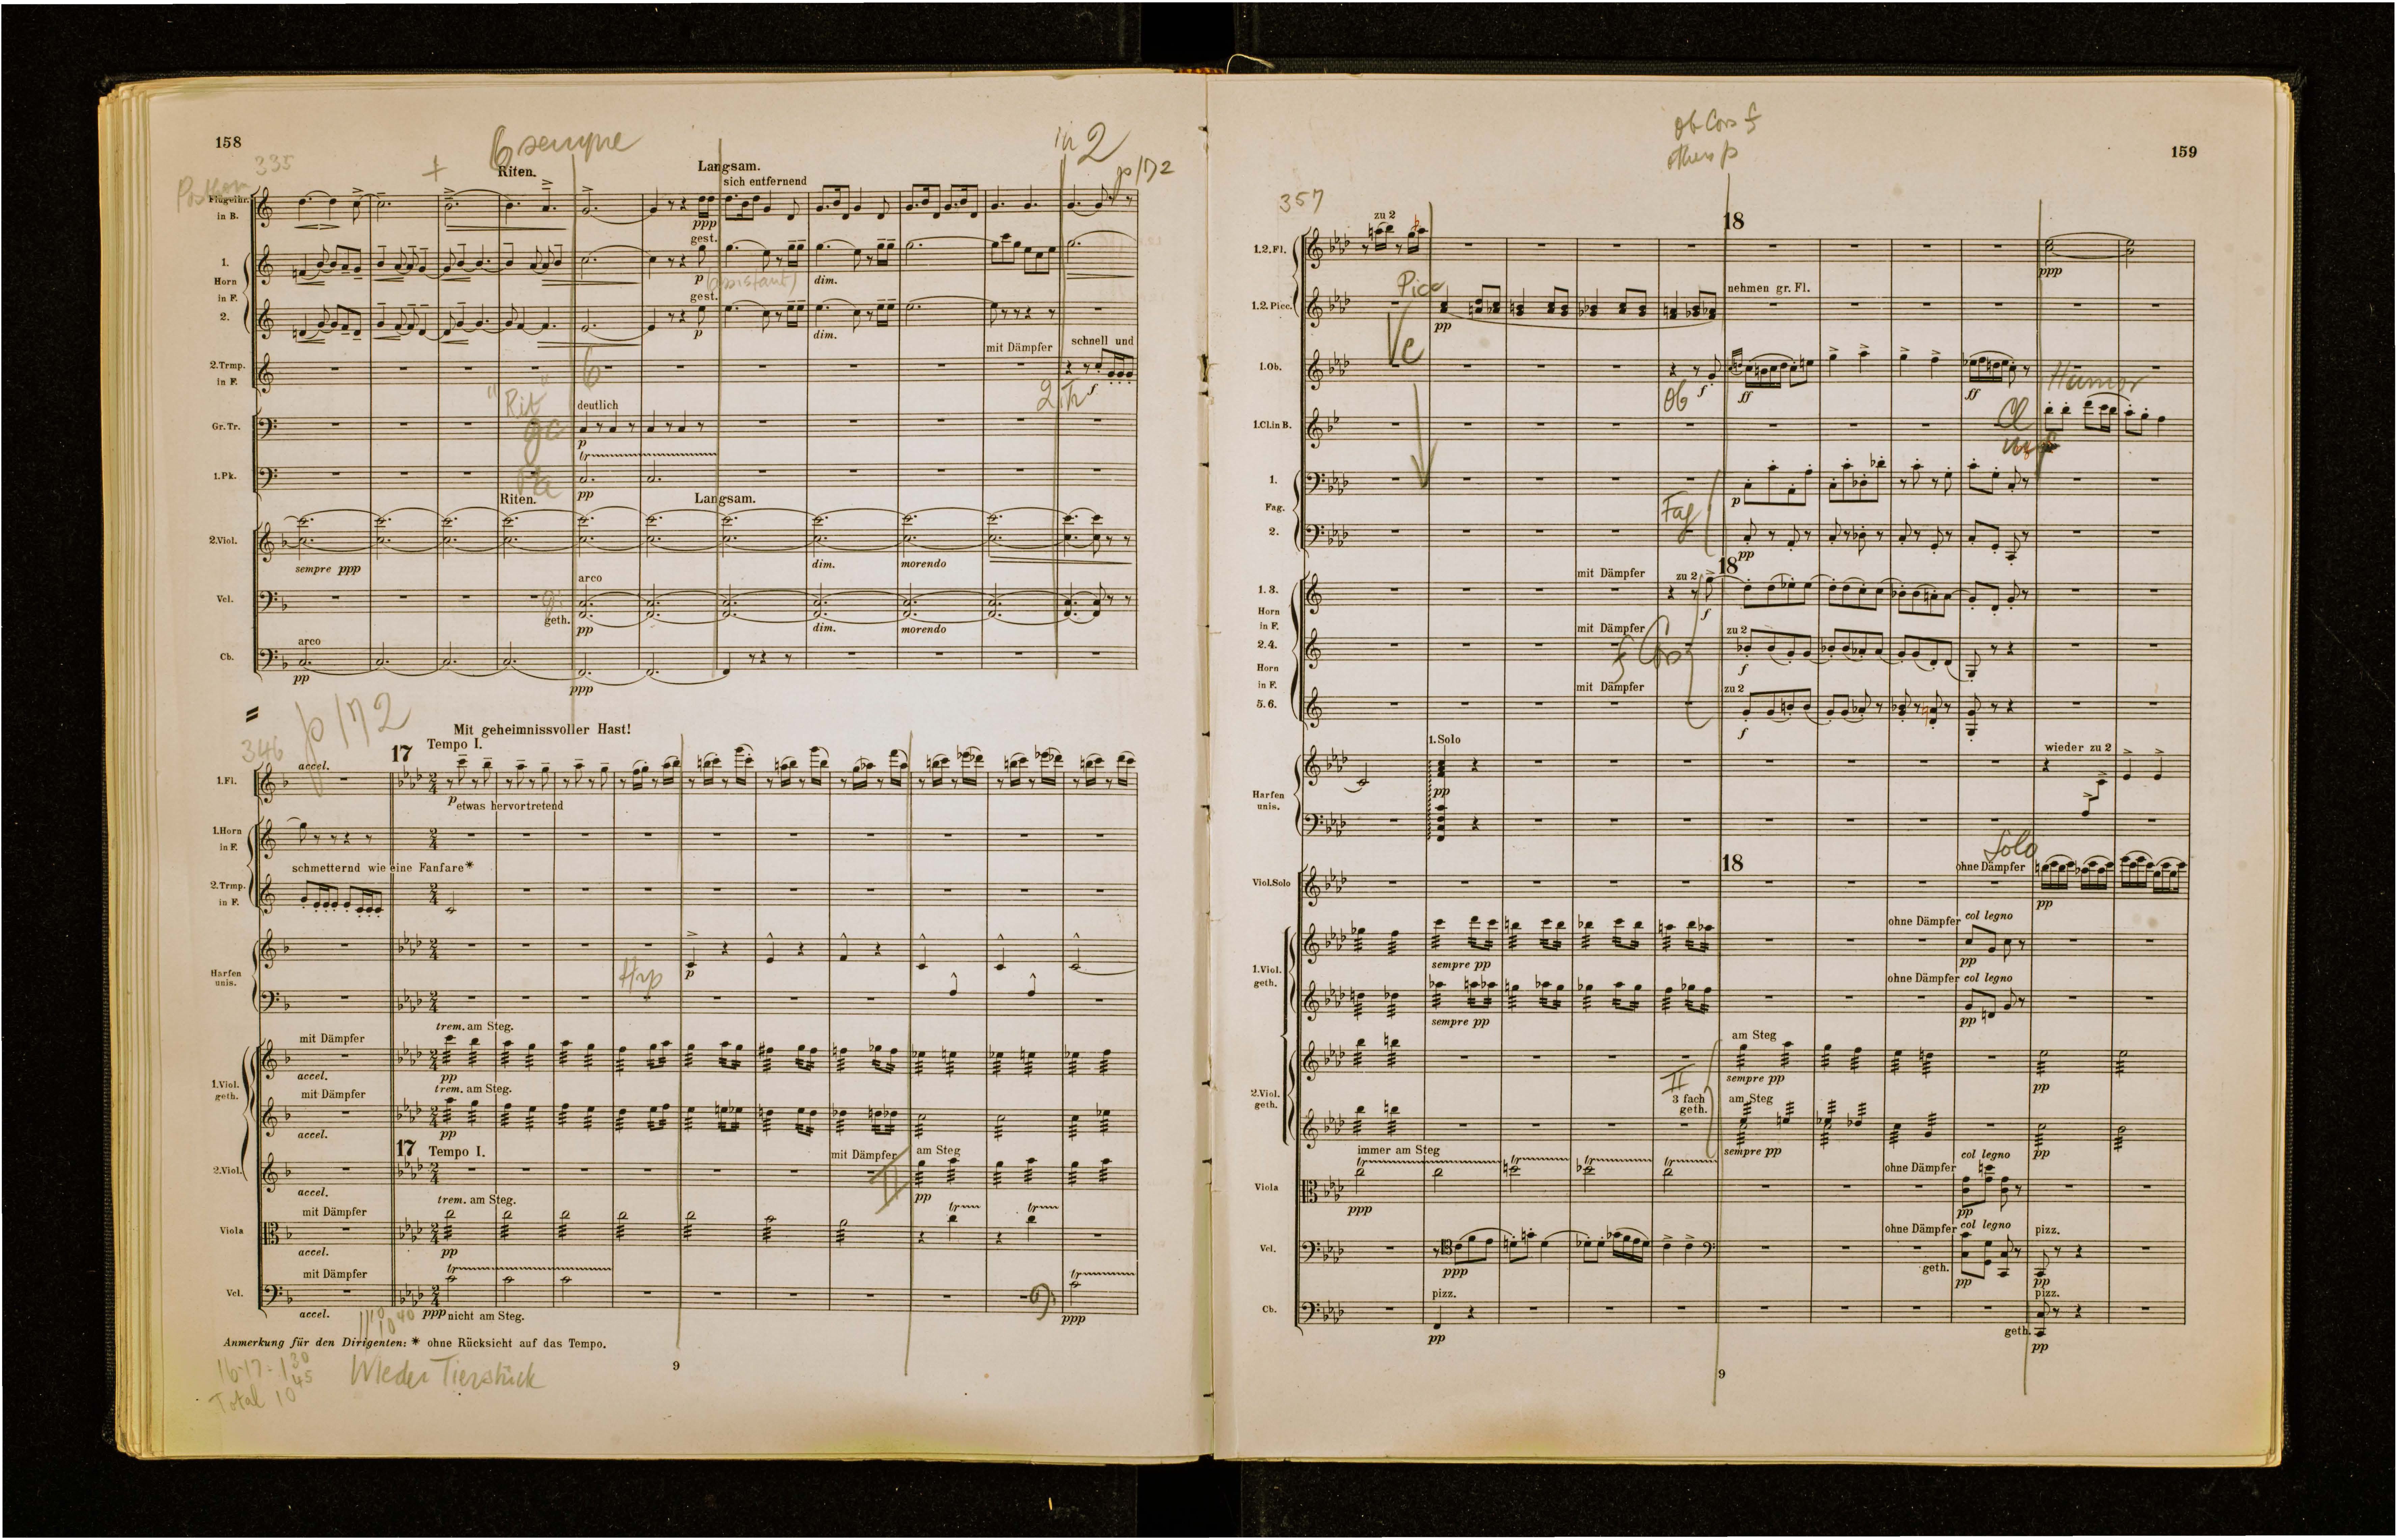 158
335
6 sempre
in 2
Riten.
Langsam.
sich entfernend
Flügelhr.
in B.
ppp
gest.
1.
Horn
in F.
2.
p
dim.
gest.
p
dim.
mit Dämpfer
schnell und
2.Trmp.
in F.
f
"Rit"
6
deutlich
Gr. Tr.
p
tr
1.Pk.
pp
Riten.
Langsam.
2.Viol.
sempre ppp
dim.
morendo
arco
Vcl.
geth.
pp
dim.
morendo
arco
Cb.
pp
ppp
346
Mit geheimnissvoller Hast!
17
Tempo I.
accel.
1.Fl.
p etwas hervortretend
1.Horn
in F.
schmetternd wie eine Fanfare*
2.Trmp.
in F.
Harfen
unis.
Hrp
p
trem. am Steg.
mit Dämpfer
accel.
pp
1.Viol.
geth.
trem. am Steg.
mit Dämpfer
accel.
pp
17 Tempo I.
mit Dämpfer
am Steg
2.Viol.
accel.
II
pp
trem. am Steg.
mit Dämpfer
tr
tr
Viola
accel.
pp
mit Dämpfer
tr
tr
Vcl.
accel.
ppp nicht am Steg.
ppp
Anmerkung für den Dirigenten: * ohne Rücksicht auf das Tempo.
16-17 = 1 30
Total 10 45
Wieder Tierstück
9
Ob Cors f
others p
159
357
zu 2
18
1.2.Fl.
ppp
Picc
nehmen gr. Fl.
1.2.Picc.
pp
1.Ob.
Ob
f
ff
ff
Humor
1.Cl.in B.
Cl
1.
Fag.
2.
Fag
p
pp
18
mit Dämpfer
zu 2
1.3.
Horn
in F.
f
mit Dämpfer
zu 2
2.4.
f
Horn
in F.
mit Dämpfer
zu 2
5.6.
f
1.Solo
wieder zu 2
pp
Harfen
unis.
18
Solo
ohne Dämpfer
Viol.Solo
pp
ohne Dämpfer
col legno
sempre pp
pp
1.Viol.
geth.
ohne Dämpfer
col legno
sempre pp
pp
am Steg
sempre pp
pp
2.Viol.
geth.
II
3 fach
geth.
am Steg
sempre pp
pp
immer am Steg
tr
tr
tr
tr
ohne Dämpfer
col legno
Viola
ppp
pp
ohne Dämpfer
col legno
pizz.
Vcl.
ppp
geth.
pp
pp
pizz.
pizz.
Cb.
pp
geth.
pp
9